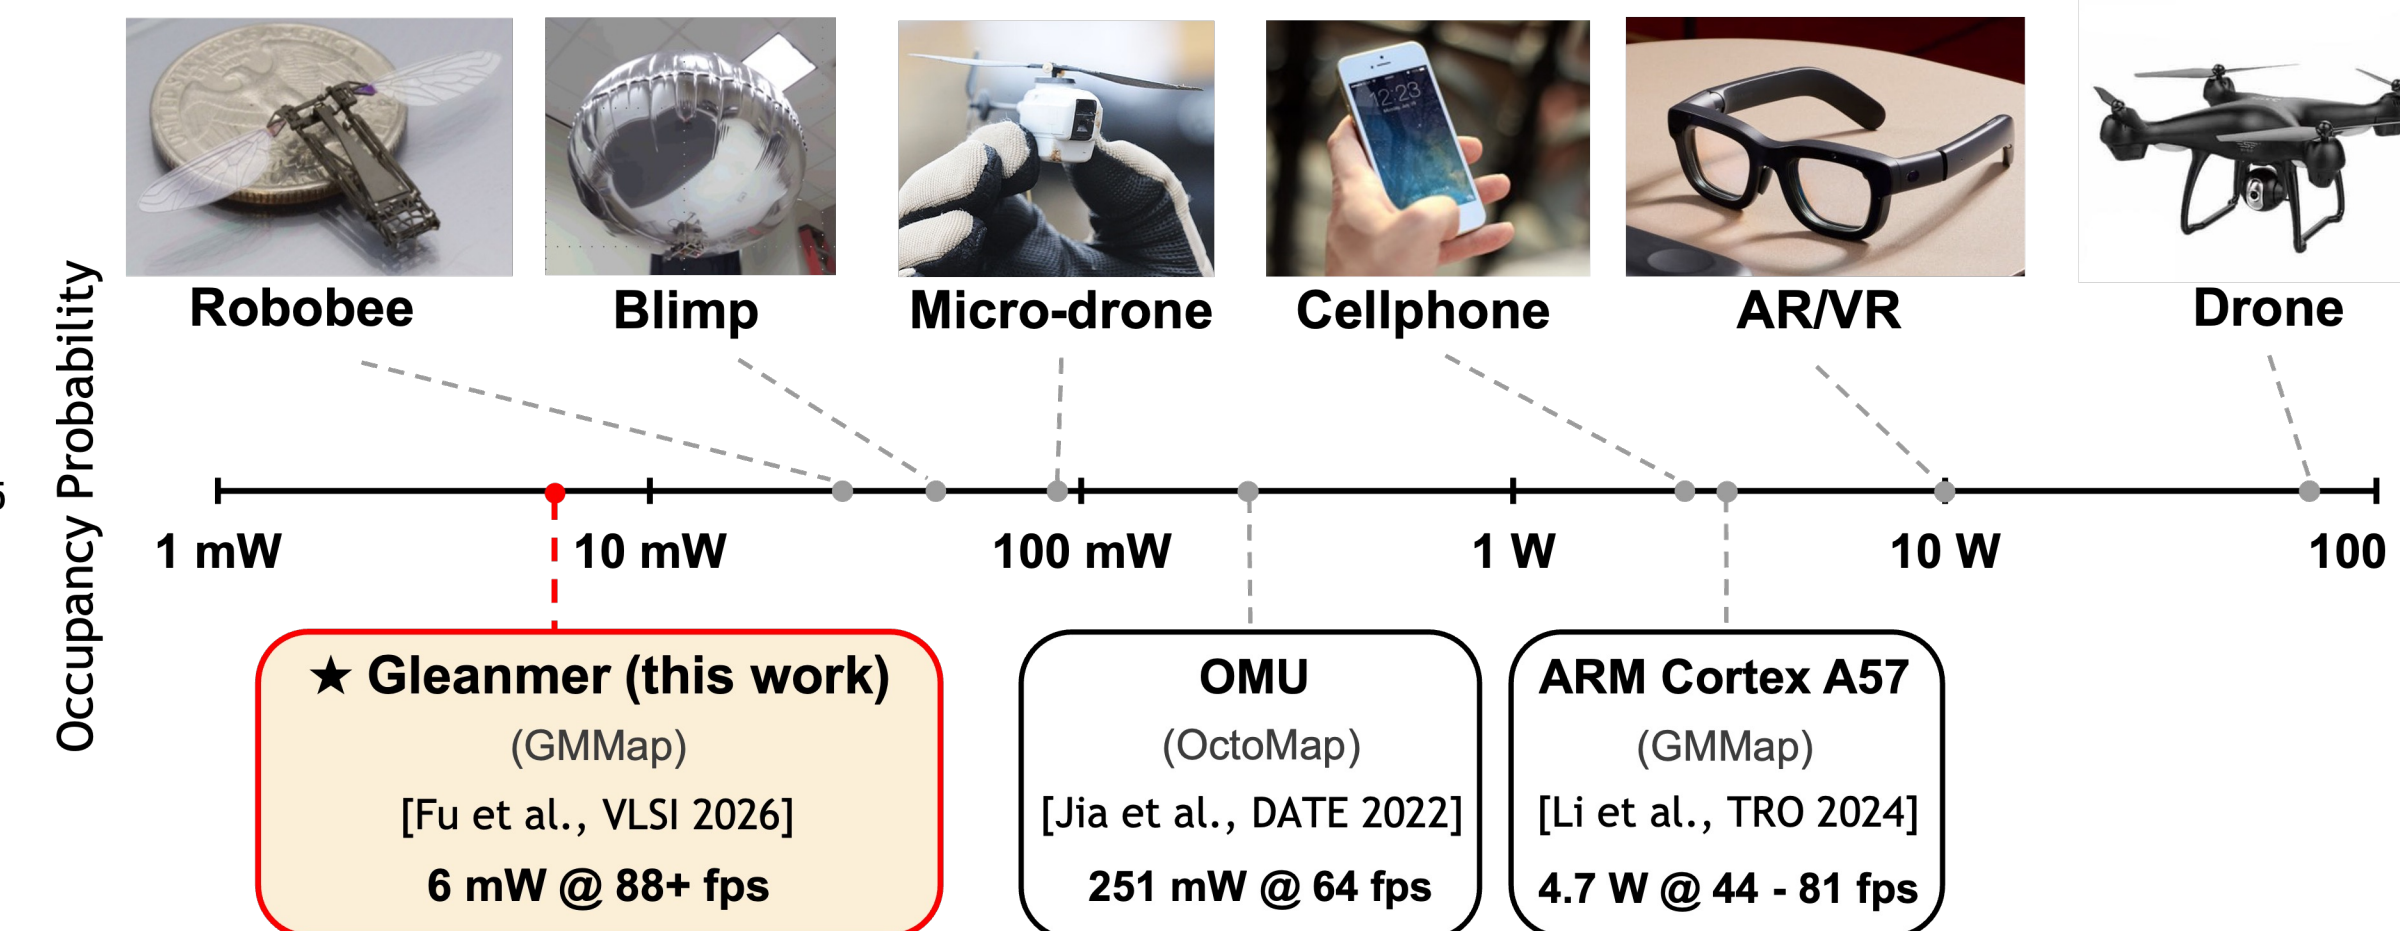 Robobee
Blimp
Micro-drone
Cellphone
AR/VR
Drone
12:23
Occupancy Probability
1 mW
10 mW
100 mW
1 W
10 W
100
★ Gleanmer (this work)
(GMMap)
[Fu et al., VLSI 2026]
6 mW @ 88+ fps
OMU
(OctoMap)
[Jia et al., DATE 2022]
251 mW @ 64 fps
ARM Cortex A57
(GMMap)
[Li et al., TRO 2024]
4.7 W @ 44 - 81 fps